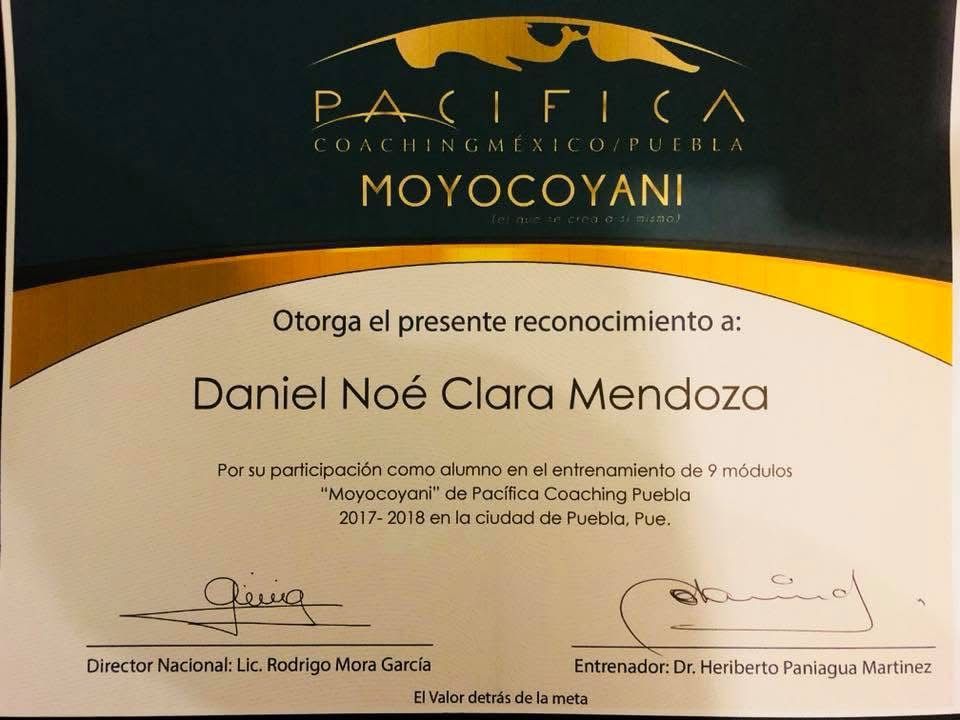 PACIFICA
COACHINGMÉXICO/PUEBLA
MOYOCOYANI
(el que se crea a si mismo)
Otorga el presente reconocimiento a:
Daniel Noé Clara Mendoza
Por su participación como alumno en el entrenamiento de 9 módulos
“Moyocoyani” de Pacífica Coaching Puebla
2017- 2018 en la ciudad de Puebla, Pue.
Director Nacional: Lic. Rodrigo Mora García
Entrenador: Dr. Heriberto Paniagua Martinez
El Valor detrás de la meta